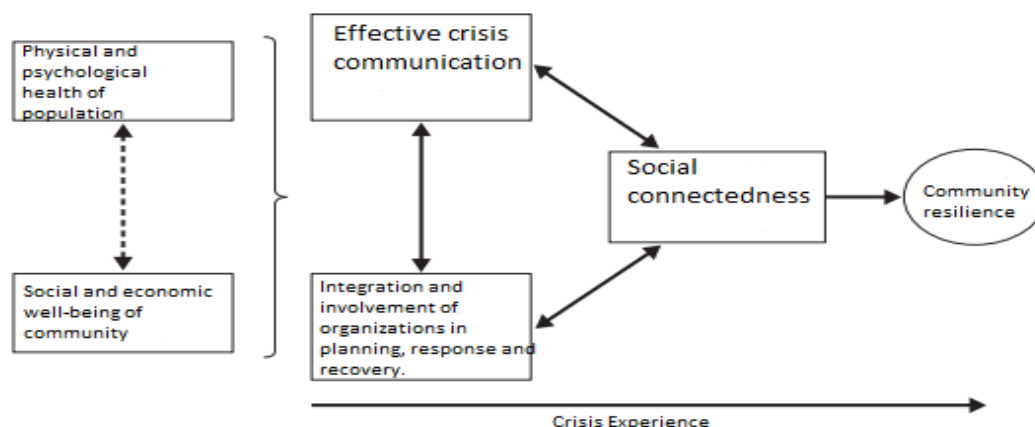 Physical and
psychological
health of
population
Social and economic
well-being of
community
Effective crisis
communication
Integration and
involvement of
organizations in
planning, response and
recovery.
Social
connectedness
Community
resilience
Crisis Experience